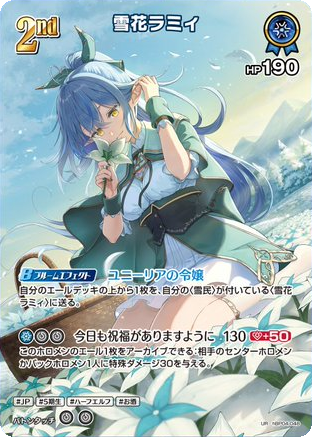 2nd
雪花ラミィ
HP190
ブルームエフェクト ユニーリアの令嬢
自分のエールデッキの上から1枚を、自分の〈雪民〉が付いている〈雪花
ラミィ〉に送る。
今日も祝福がありますように 130 +50
このホロメンのエール1枚をアーカイブできる:相手のセンターホロメ
ンかバックホロメン1人に特殊ダメージ30を与える。
#JP #5期生 #ハーフエルフ #お酒
バトンタッチ
UR hBP04-048